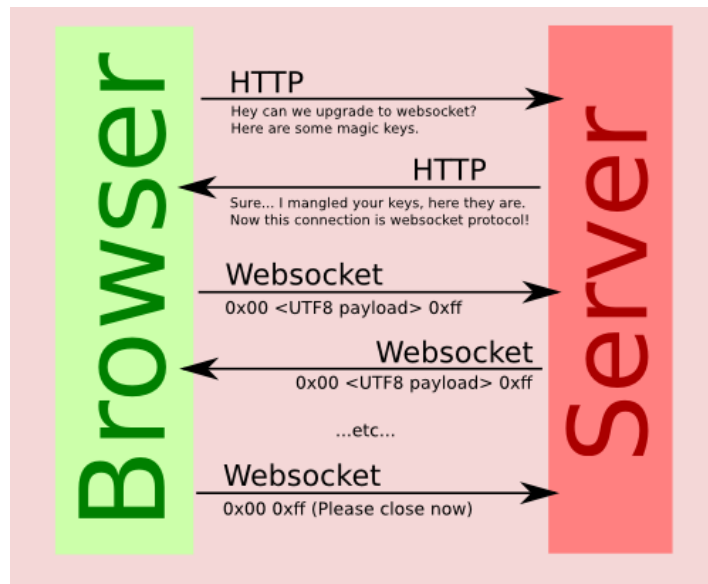 Browser
Server
HTTP
Hey can we upgrade to websocket?
Here are some magic keys.
HTTP
Sure... I mangled your keys, here they are.
Now this connection is websocket protocol!
Websocket
0x00 <UTF8 payload> 0xff
Websocket
0x00 <UTF8 payload> 0xff
...etc...
Websocket
0x00 0xff (Please close now)